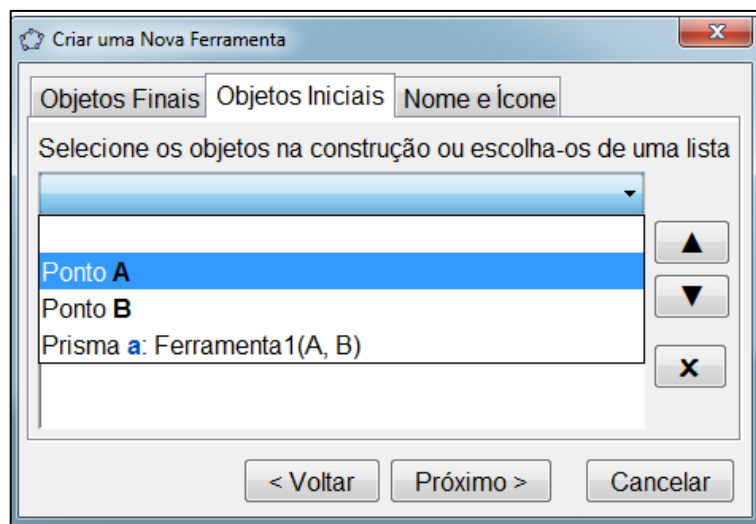 Criar uma Nova Ferramenta
X
Objetos Finais Objetos Iniciais Nome e Ícone
Selecione os objetos na construção ou escolha-os de uma lista
Ponto A
Ponto B
Prisma a: Ferramenta1(A, B)
▲
▼
x
< Voltar Próximo > Cancelar